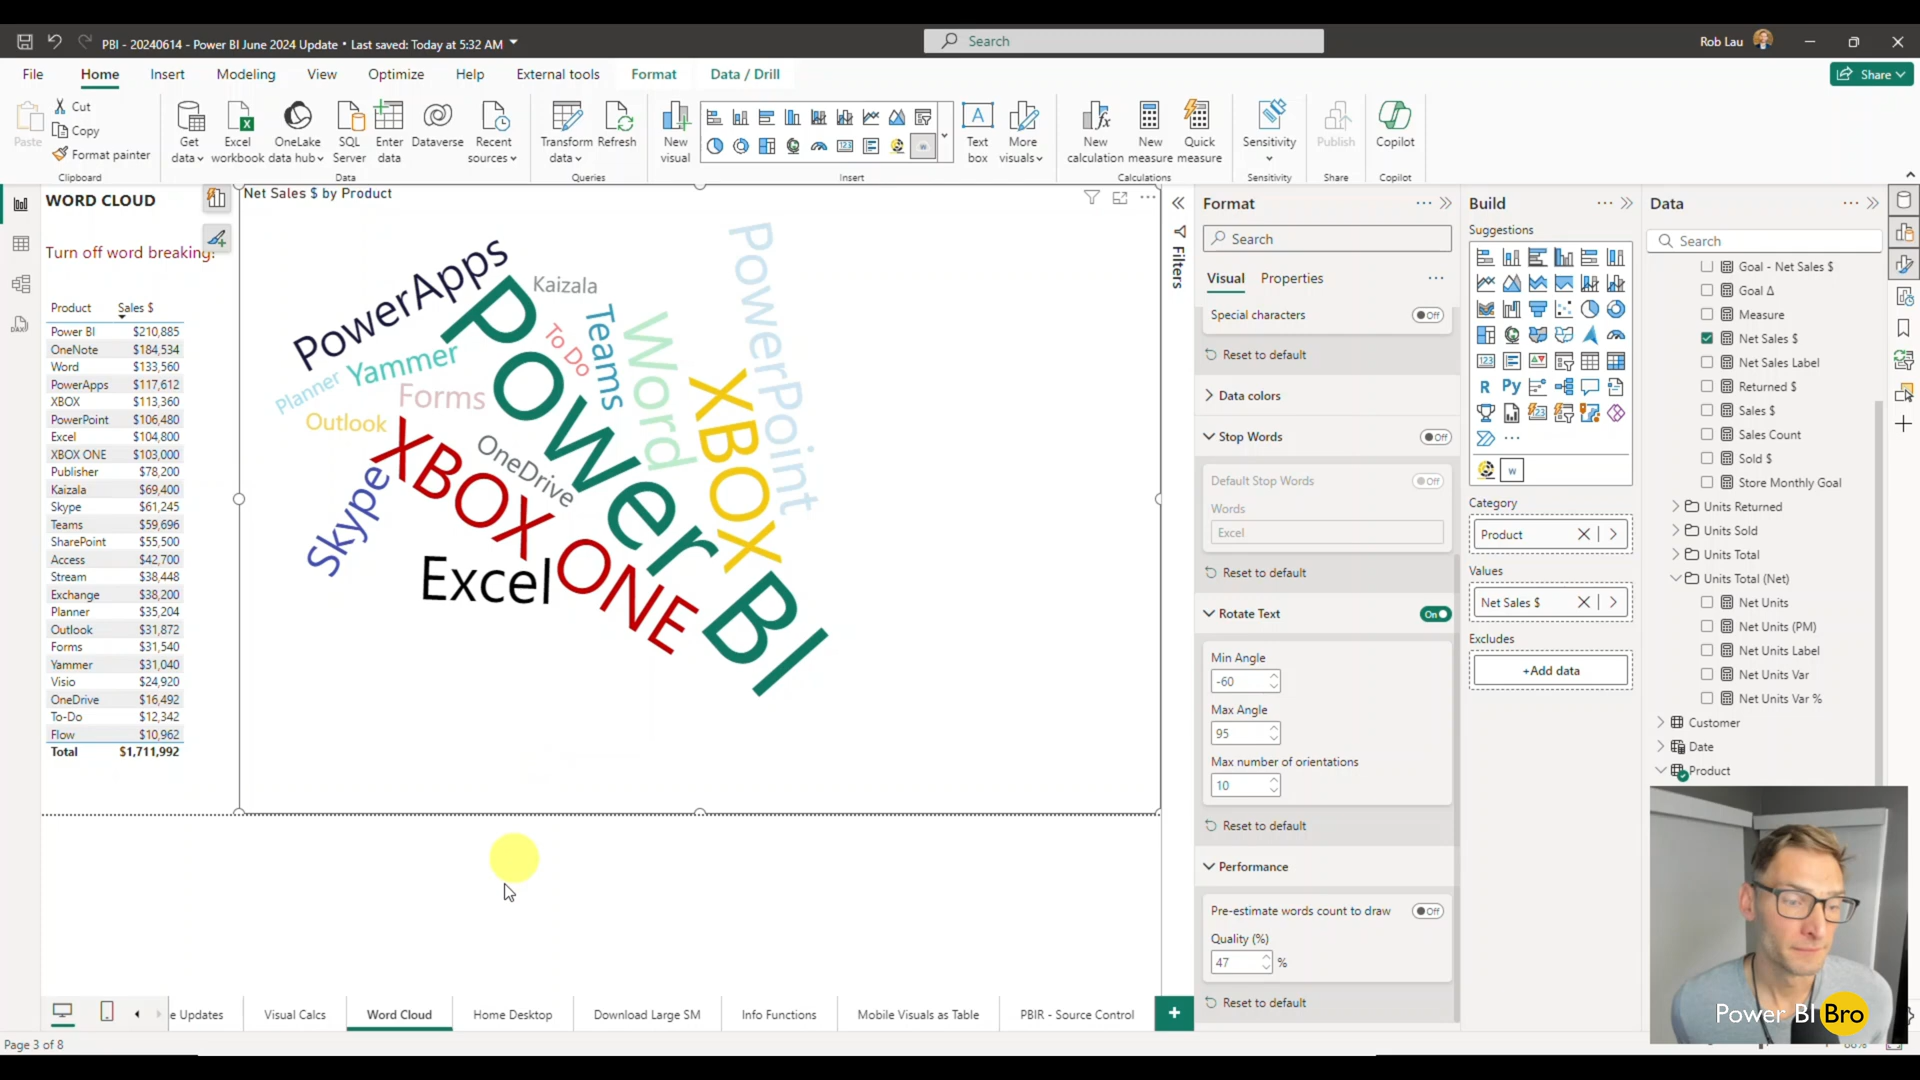 PBI - 20240614 - Power BI June 2024 Update • Last saved: Today at 5:32 AM
Search
Rob Lau
File
Home
Insert
Modeling
View
Optimize
Help
External tools
Format
Data / Drill
Share
Paste
Cut
Copy
Format painter
Clipboard
Get data
Excel workbook
OneLake data hub
SQL Server
Enter data
Dataverse
Recent sources
Data
Transform data
Refresh
Queries
New visual
Text box
More visuals
Insert
New calculation
New measure
Quick measure
Calculations
Sensitivity
Sensitivity
Publish
Share
Copilot
Copilot
WORD CLOUD
Turn off word breaking!
Product Sales $
Power BI $210,885
OneNote $184,534
Word $133,560
PowerApps $117,612
XBOX $113,360
PowerPoint $106,480
Excel $104,800
XBOX ONE $103,000
Publisher $78,200
Kaizala $69,400
Skype $61,245
Teams $59,696
SharePoint $55,500
Access $42,700
Stream $38,448
Exchange $38,200
Planner $35,204
Outlook $31,872
Forms $31,540
Yammer $31,040
Visio $24,920
OneDrive $16,492
To-Do $12,342
Flow $10,962
Total $1,711,992
Net Sales $ by Product
PowerApps
Kaizala
PowerPoint
Power BI
To Do
Teams
Word
Yammer
Planner
Forms
Outlook
XBOX
OneDrive
XBOX ONE
Skype
Excel
Filters
Format
Search
Visual
Properties
Special characters
Off
Reset to default
Data colors
Stop Words
Off
Default Stop Words
Off
Words
Excel
Reset to default
Rotate Text
On
Min Angle
-60
Max Angle
95
Max number of orientations
10
Reset to default
Performance
Pre-estimate words count to draw
Off
Quality (%)
47 %
Reset to default
Build
Suggestions
123
R
Py
123
W
Category
Product
Values
Net Sales $
Excludes
+Add data
Data
Search
Goal - Net Sales $
Goal Δ
Measure
Net Sales $
Net Sales Label
Returned $
Sales $
Sales Count
Sold $
Store Monthly Goal
Units Returned
Units Sold
Units Total
Units Total (Net)
Net Units
Net Units (PM)
Net Units Label
Net Units Var
Net Units Var %
Customer
Date
Product
Power BI Bro
e Updates
Visual Calcs
Word Cloud
Home Desktop
Download Large SM
Info Functions
Mobile Visuals as Table
PBIR - Source Control
Page 3 of 8